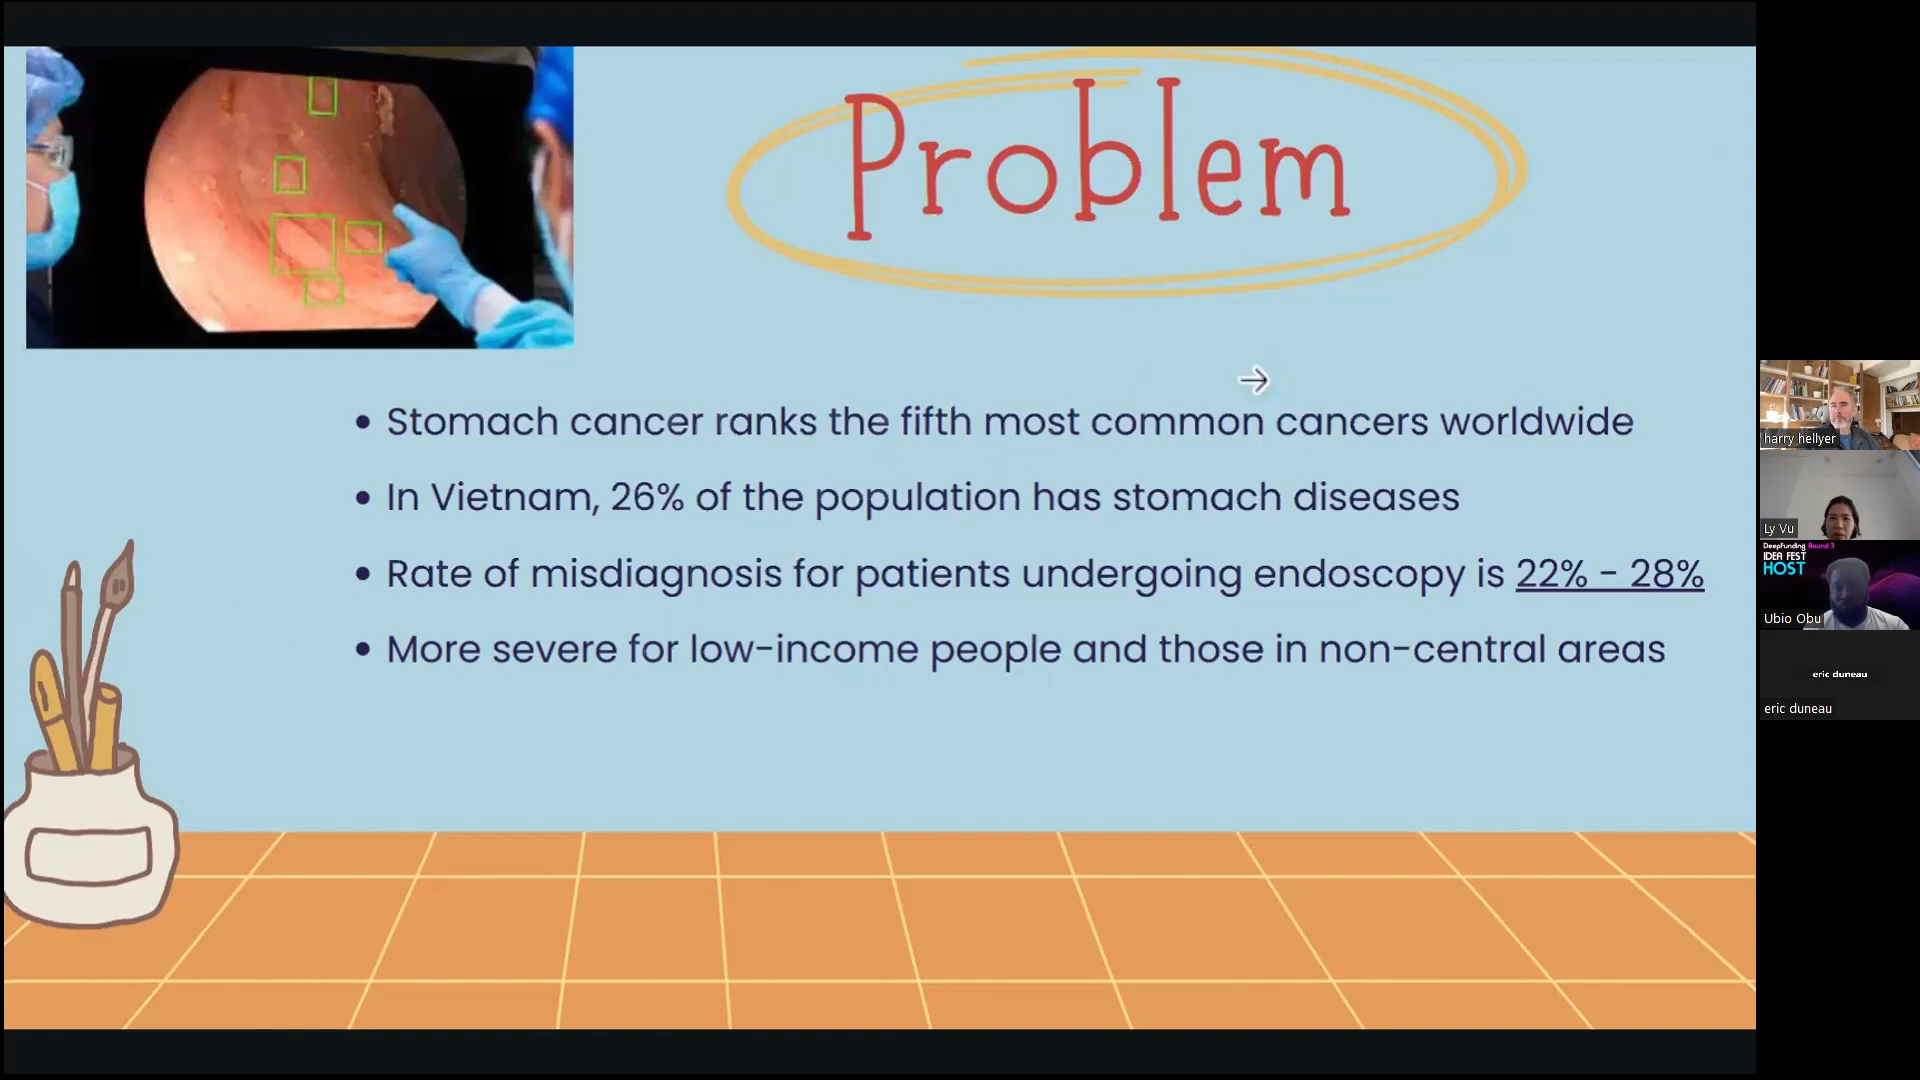 Problem
• Stomach cancer ranks the fifth most common cancers worldwide
• In Vietnam, 26% of the population has stomach diseases
• Rate of misdiagnosis for patients undergoing endoscopy is 22% - 28%
• More severe for low-income people and those in non-central areas
harry hellyer
Ly Vu
DeepFunding Round 3
IDEA FEST
HOST
Ubio Obu
eric duneau
eric duneau